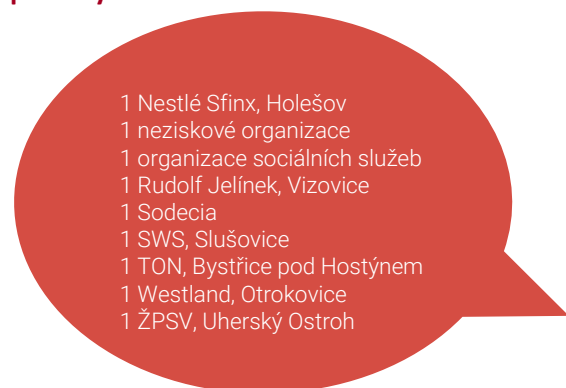 1 Nestlé Sfinx, Holešov
1 neziskové organizace
1 organizace sociálních služeb
1 Rudolf Jelínek, Vizovice
1 Sodecia
1 SWS, Slušovice
1 TON, Bystřice pod Hostýnem
1 Westland, Otrokovice
1 ŽPSV, Uherský Ostroh